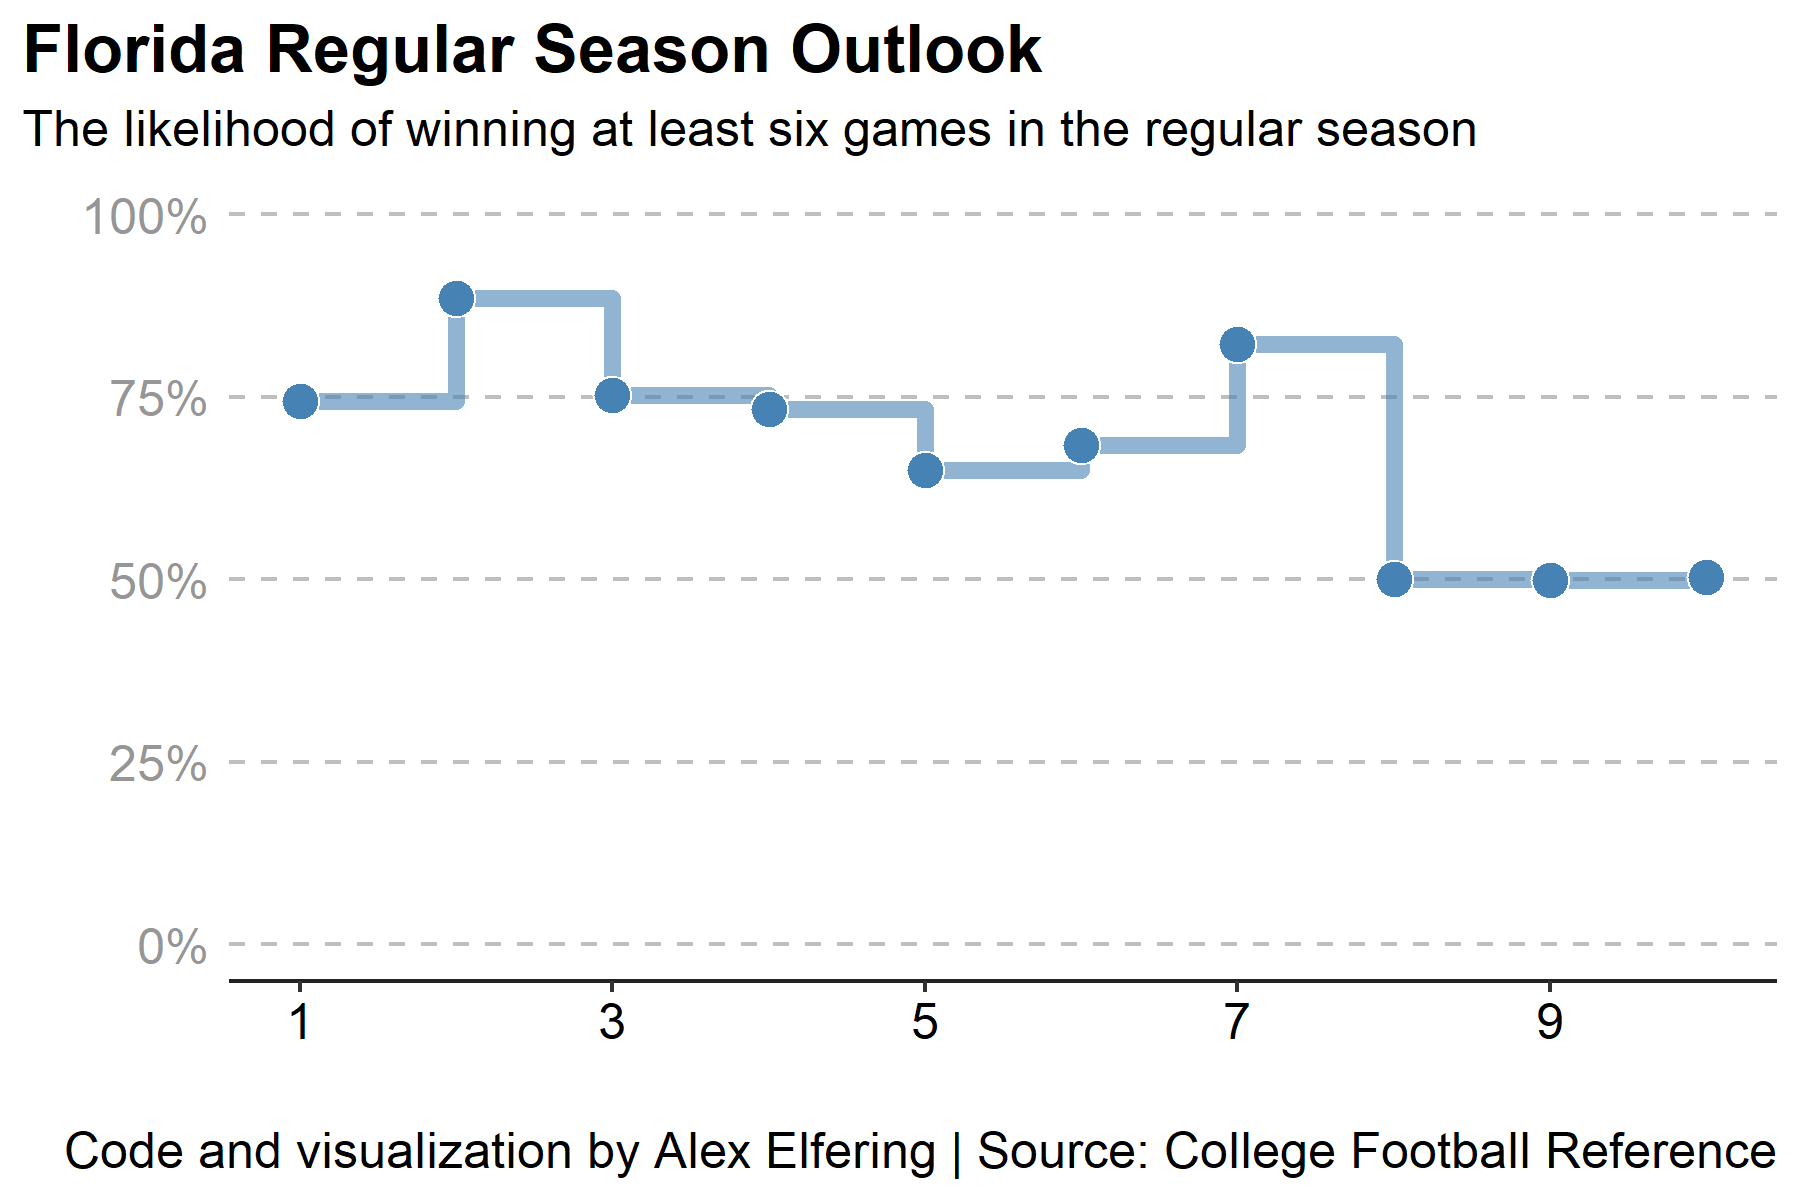 Florida Regular Season Outlook
The likelihood of winning at least six games in the regular season
100%
75%
50%
25%
0%
1 3 5 7 9
Code and visualization by Alex Elfering | Source: College Football Reference